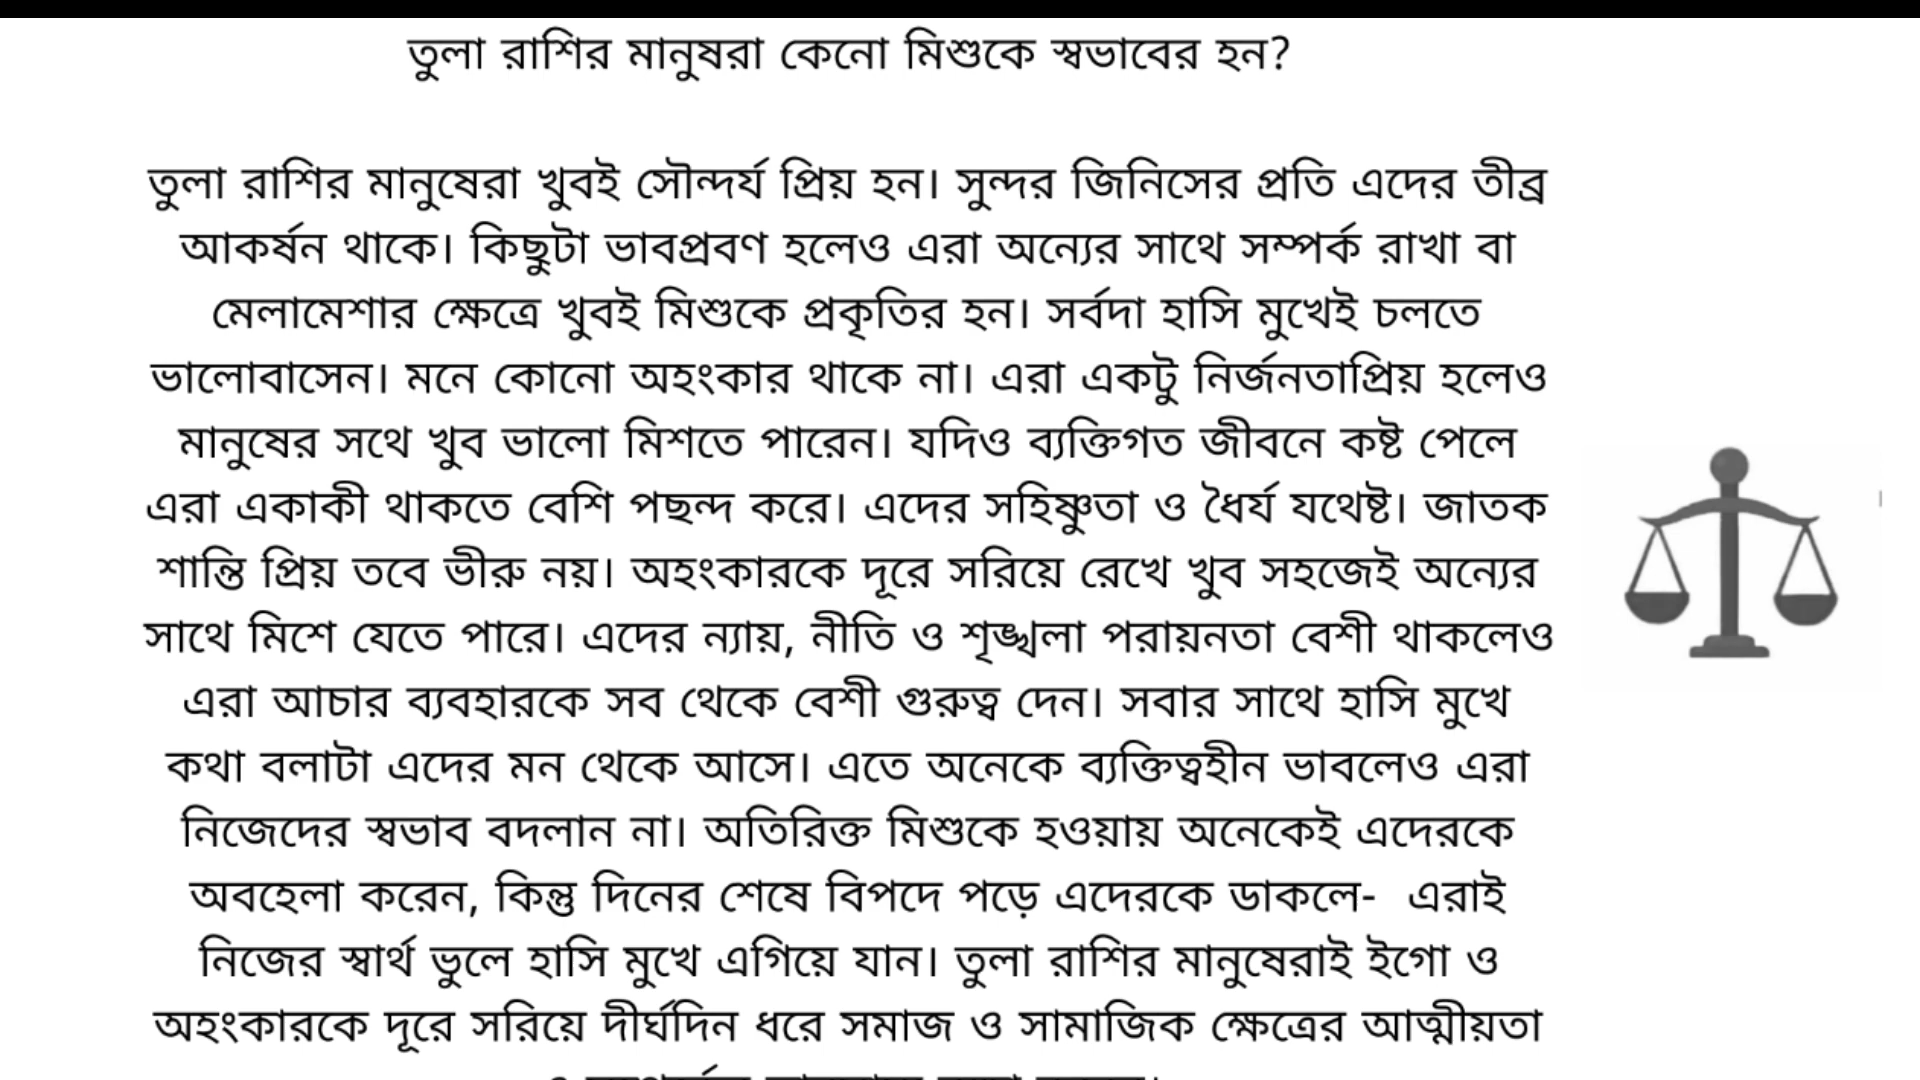 তুলা রাশির মানুষরা কেনো মিশুকে স্বভাবের হন?
তুলা রাশির মানুষেরা খুবই সৌন্দর্য প্রিয় হন। সুন্দর জিনিসের প্রতি এদের তীব্র
আকর্ষন থাকে। কিছুটা ভাবপ্রবণ হলেও এরা অন্যের সাথে সম্পর্ক রাখা বা
মেলামেশার ক্ষেত্রে খুবই মিশুকে প্রকৃতির হন। সর্বদা হাসি মুখেই চলতে
ভালোবাসেন। মনে কোনো অহংকার থাকে না। এরা একটু নির্জনতাপ্রিয় হলেও
মানুষের সথে খুব ভালো মিশতে পারেন। যদিও ব্যক্তিগত জীবনে কষ্ট পেলে
এরা একাকী থাকতে বেশি পছন্দ করে। এদের সহিষ্ণুতা ও ধৈর্য যথেষ্ট। জাতক
শান্তি প্রিয় তবে ভীরু নয়। অহংকারকে দূরে সরিয়ে রেখে খুব সহজেই অন্যের
সাথে মিশে যেতে পারে। এদের ন্যায়, নীতি ও শৃঙ্খলা পরায়নতা বেশী থাকলেও
এরা আচার ব্যবহারকে সব থেকে বেশী গুরুত্ব দেন। সবার সাথে হাসি মুখে
কথা বলাটা এদের মন থেকে আসে। এতে অনেকে ব্যক্তিত্বহীন ভাবলেও এরা
নিজেদের স্বভাব বদলান না। অতিরিক্ত মিশুকে হওয়ায় অনেকেই এদেরকে
অবহেলা করেন, কিন্তু দিনের শেষে বিপদে পড়ে এদেরকে ডাকলে- এরাই
নিজের স্বার্থ ভুলে হাসি মুখে এগিয়ে যান। তুলা রাশির মানুষেরাই ইগো ও
অহংকারকে দূরে সরিয়ে দীর্ঘদিন ধরে সমাজ ও সামাজিক ক্ষেত্রের আত্মীয়তা